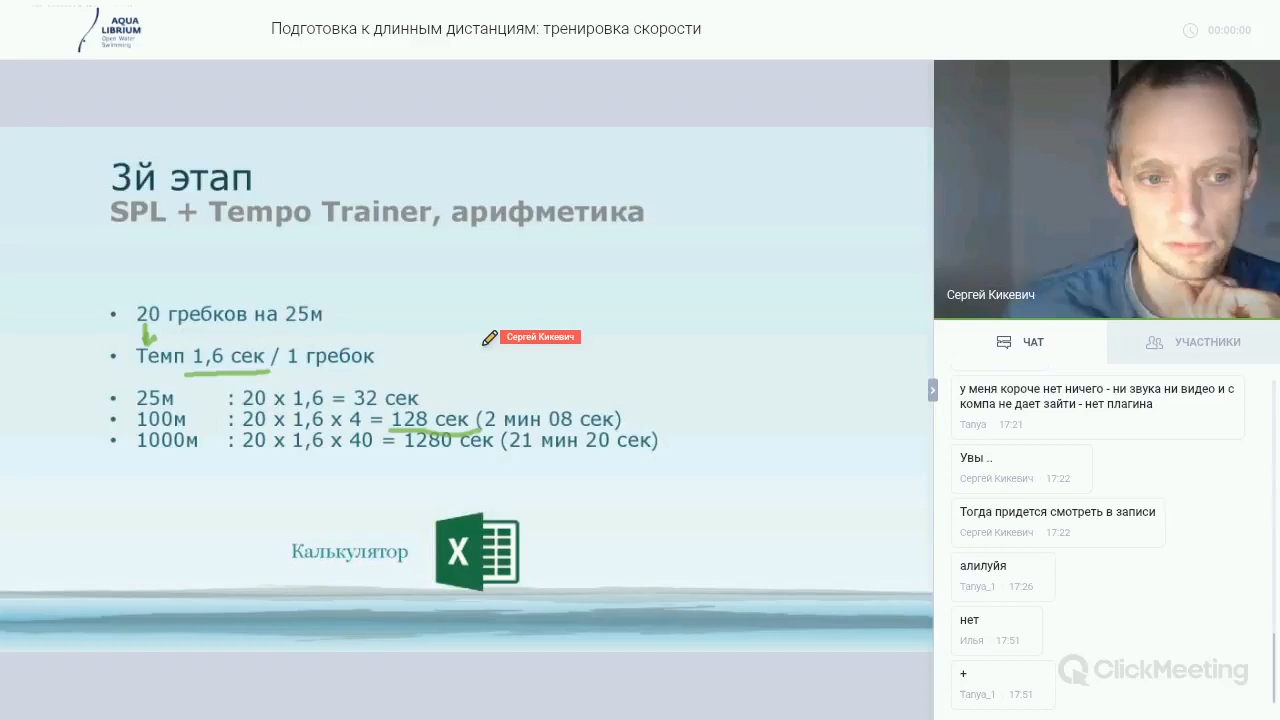 AQUA
LIBRIUM
Open Water
Swimming
Подготовка к длинным дистанциям: тренировка скорости
00:00:00
3й этап
SPL + Tempo Trainer, арифметика
• 20 гребков на 25м
• Темп 1,6 сек / 1 гребок
• 25м : 20 x 1,6 = 32 сек
• 100м : 20 x 1,6 x 4 = 128 сек (2 мин 08 сек)
• 1000м : 20 x 1,6 x 40 = 1280 сек (21 мин 20 сек)
Сергей Кикевич
Калькулятор
X
Сергей Кикевич
ЧАТ
УЧАСТНИКИ
у меня короче нет ничего - ни звука ни видео и с
компа не дает зайти - нет плагина
Tanya 17:21
Увы ..
Сергей Кикевич 17:22
Тогда придется смотреть в записи
Сергей Кикевич 17:22
алилуйя
Tanya_1 17:26
нет
Илья 17:51
+
Tanya_1 17:51
ClickMeeting